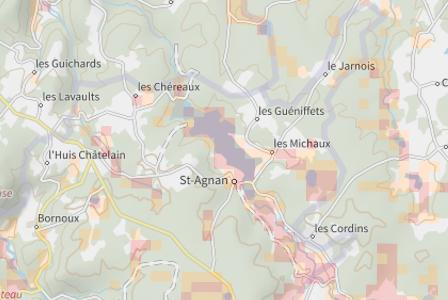 les Guichards
le Jarnois
les Chéreaux
les Lavaults
C
les Guéniffets
les Michaux
l'Huis Châtelain
St-Agnan
Bornoux
les Cordins
teau